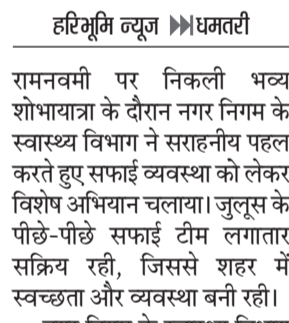 हरिभूमि न्यूज ▶▶। धमतरी
रामनवमी पर निकली भव्य
शोभायात्रा के दौरान नगर निगम के
स्वास्थ्य विभाग ने सराहनीय पहल
करते हुए सफाई व्यवस्था को लेकर
विशेष अभियान चलाया। जुलूस के
पीछे-पीछे सफाई टीम लगातार
सक्रिय रही, जिससे शहर में
स्वच्छता और व्यवस्था बनी रही।